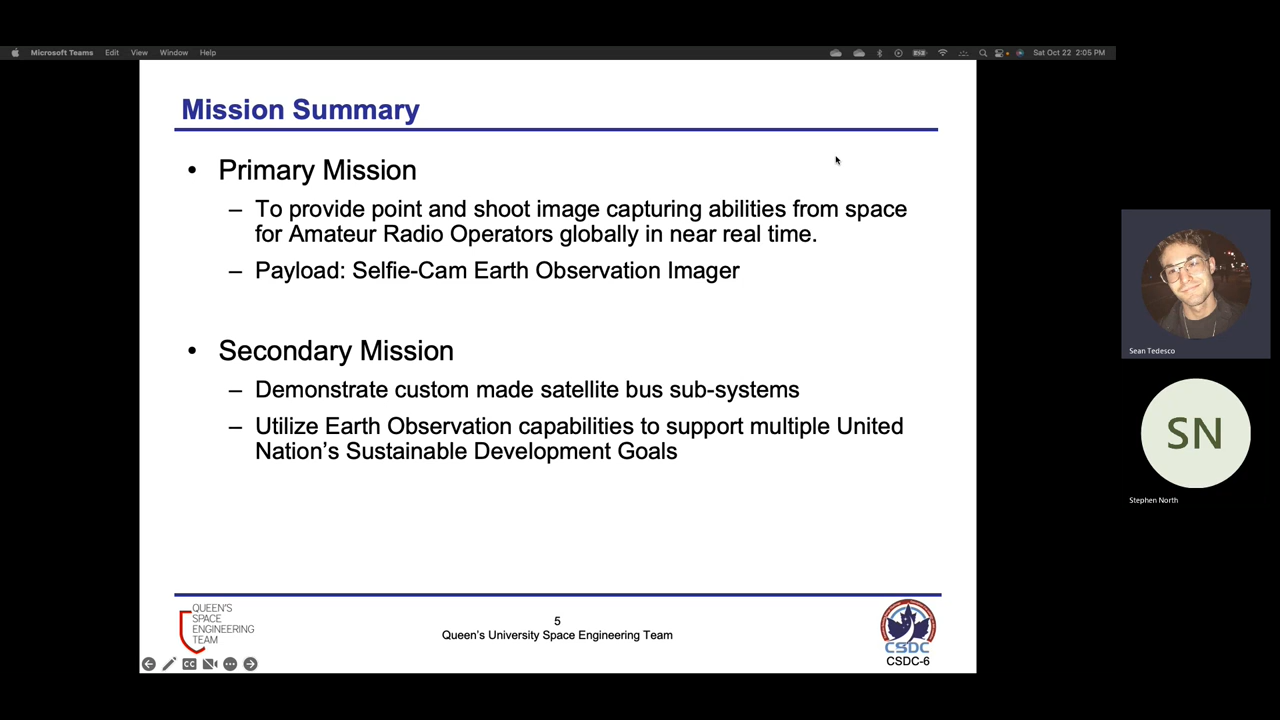 Microsoft Teams Edit View Window Help Sat Oct 22 2:05 PM
Mission Summary
• Primary Mission
– To provide point and shoot image capturing abilities from space
for Amateur Radio Operators globally in near real time.
– Payload: Selfie-Cam Earth Observation Imager
• Secondary Mission
– Demonstrate custom made satellite bus sub-systems
– Utilize Earth Observation capabilities to support multiple United
Nation's Sustainable Development Goals
QUEEN'S
SPACE
ENGINEERING
TEAM
5
Queen's University Space Engineering Team
CSDC
CSDC-6
CC
Sean Tedesco
SN
Stephen North